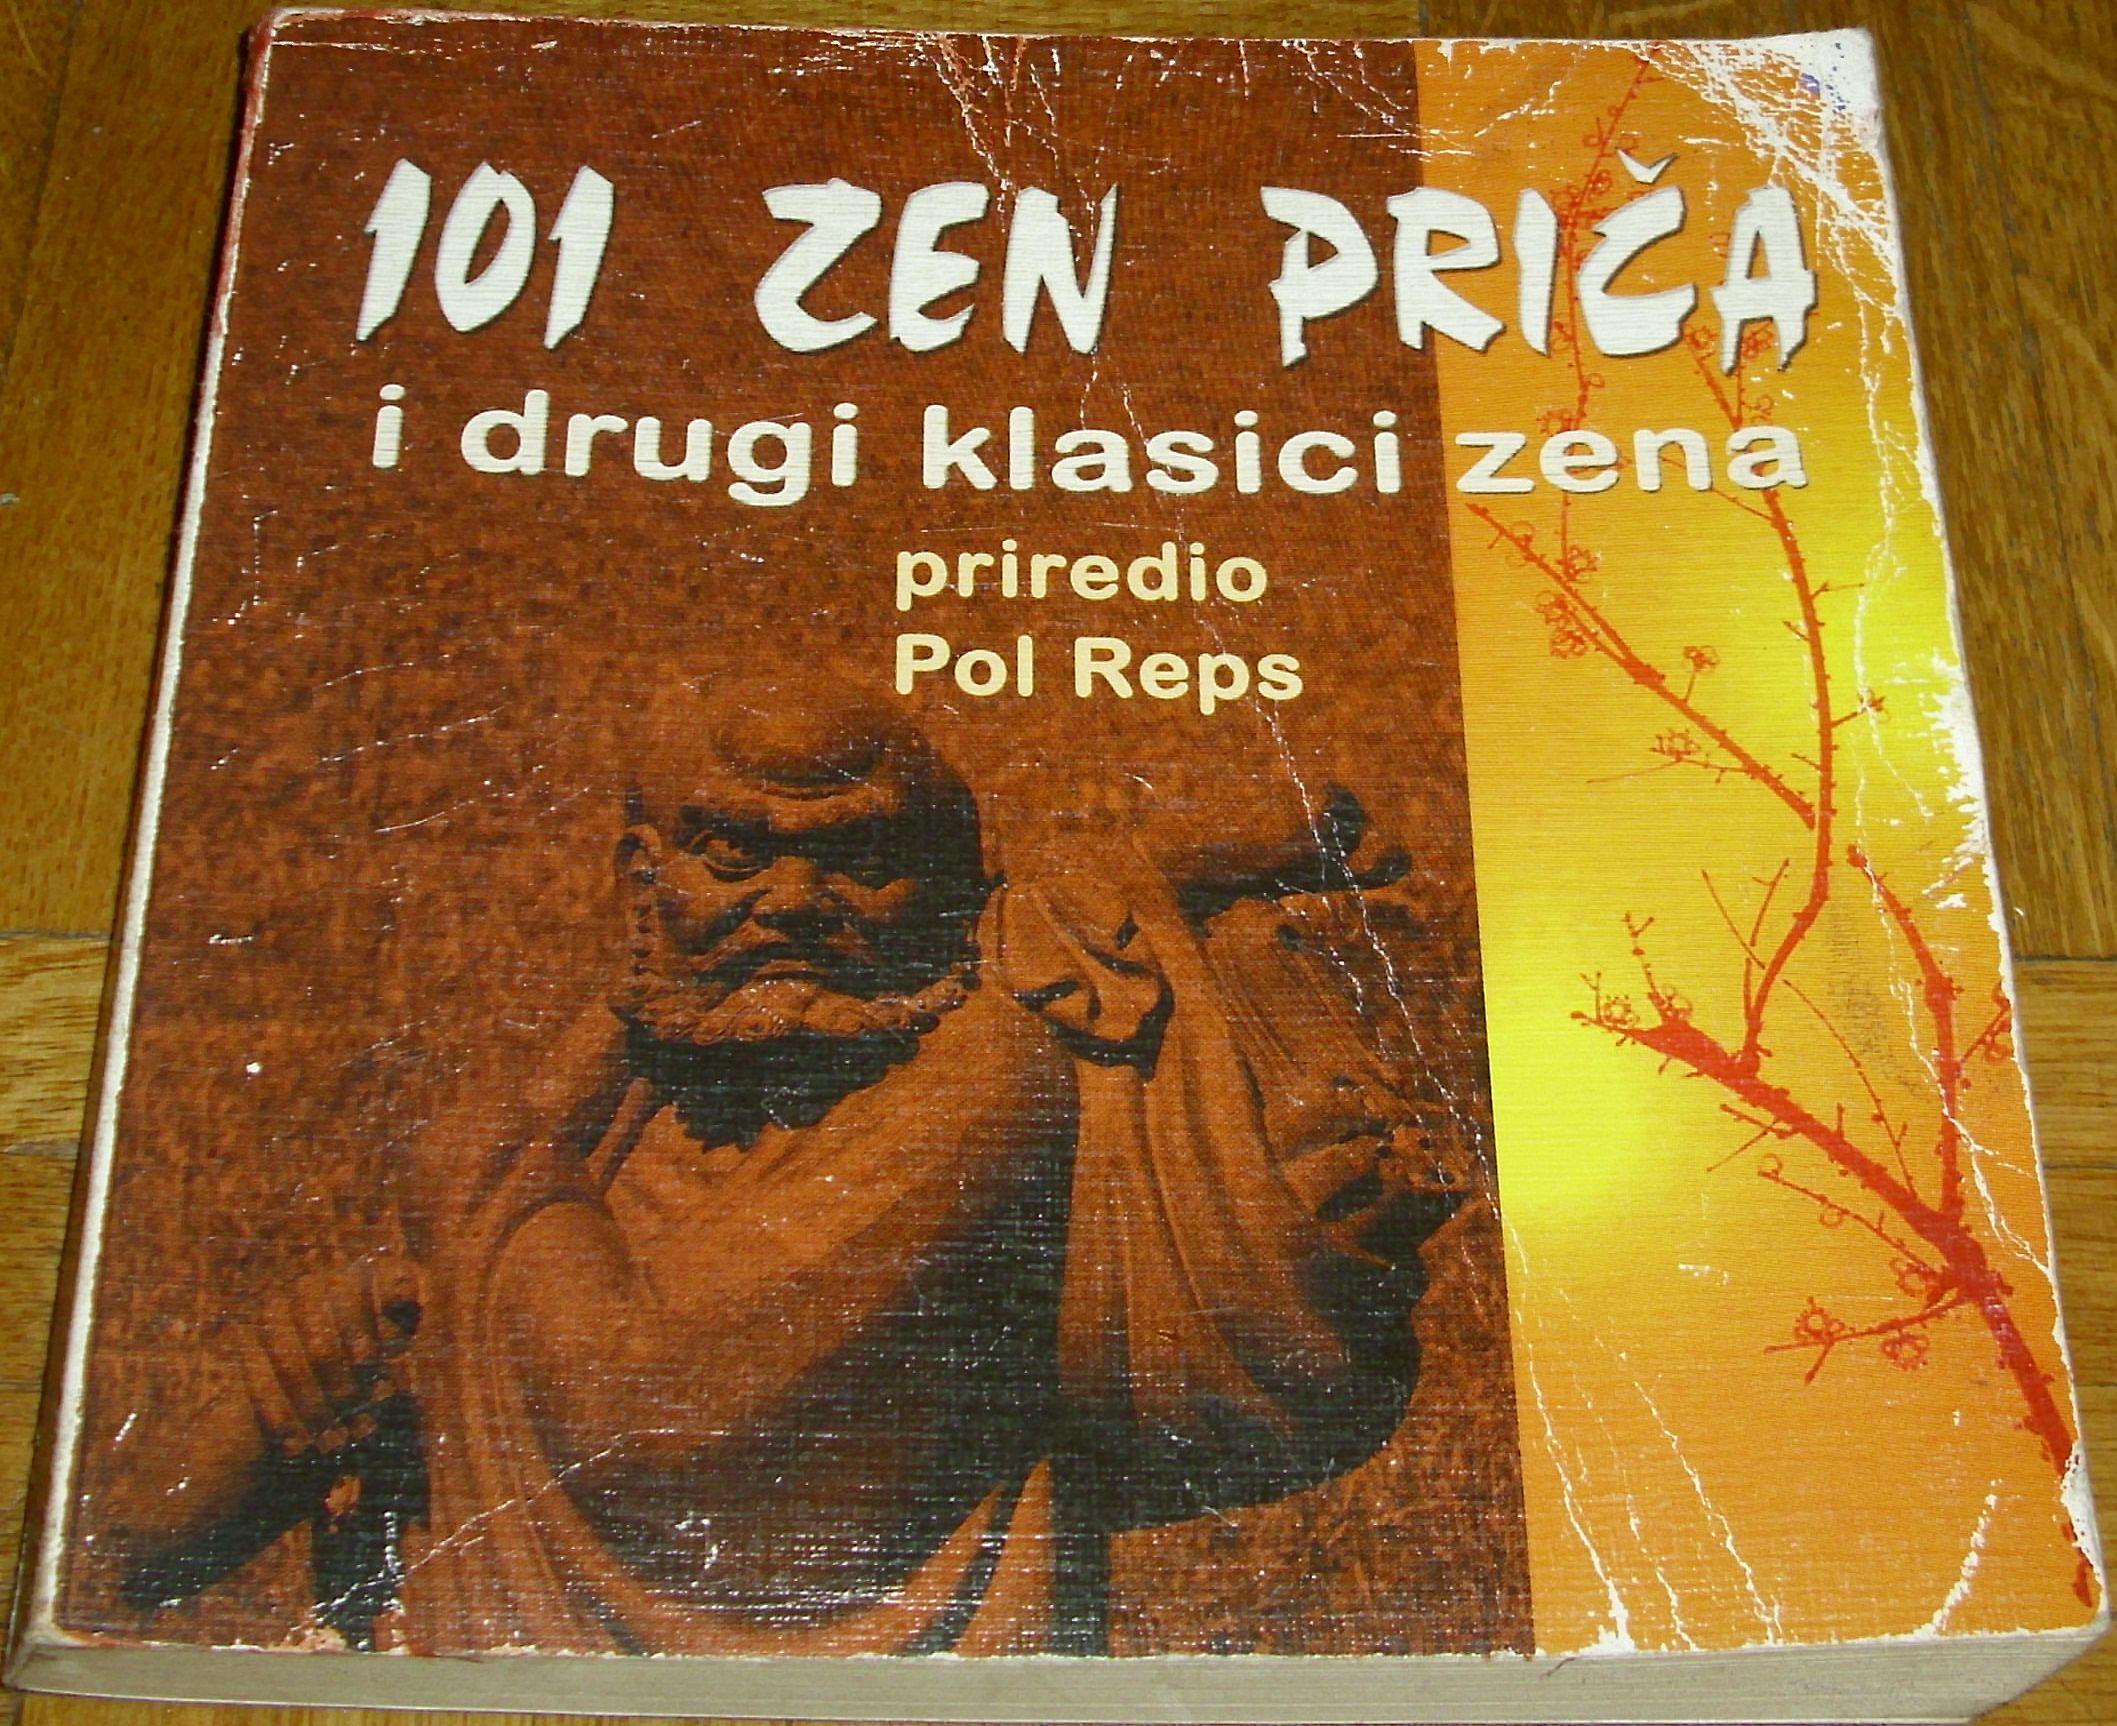 101 ZEN PRIČA
i drugi klasici zena
priredio
Pol Reps